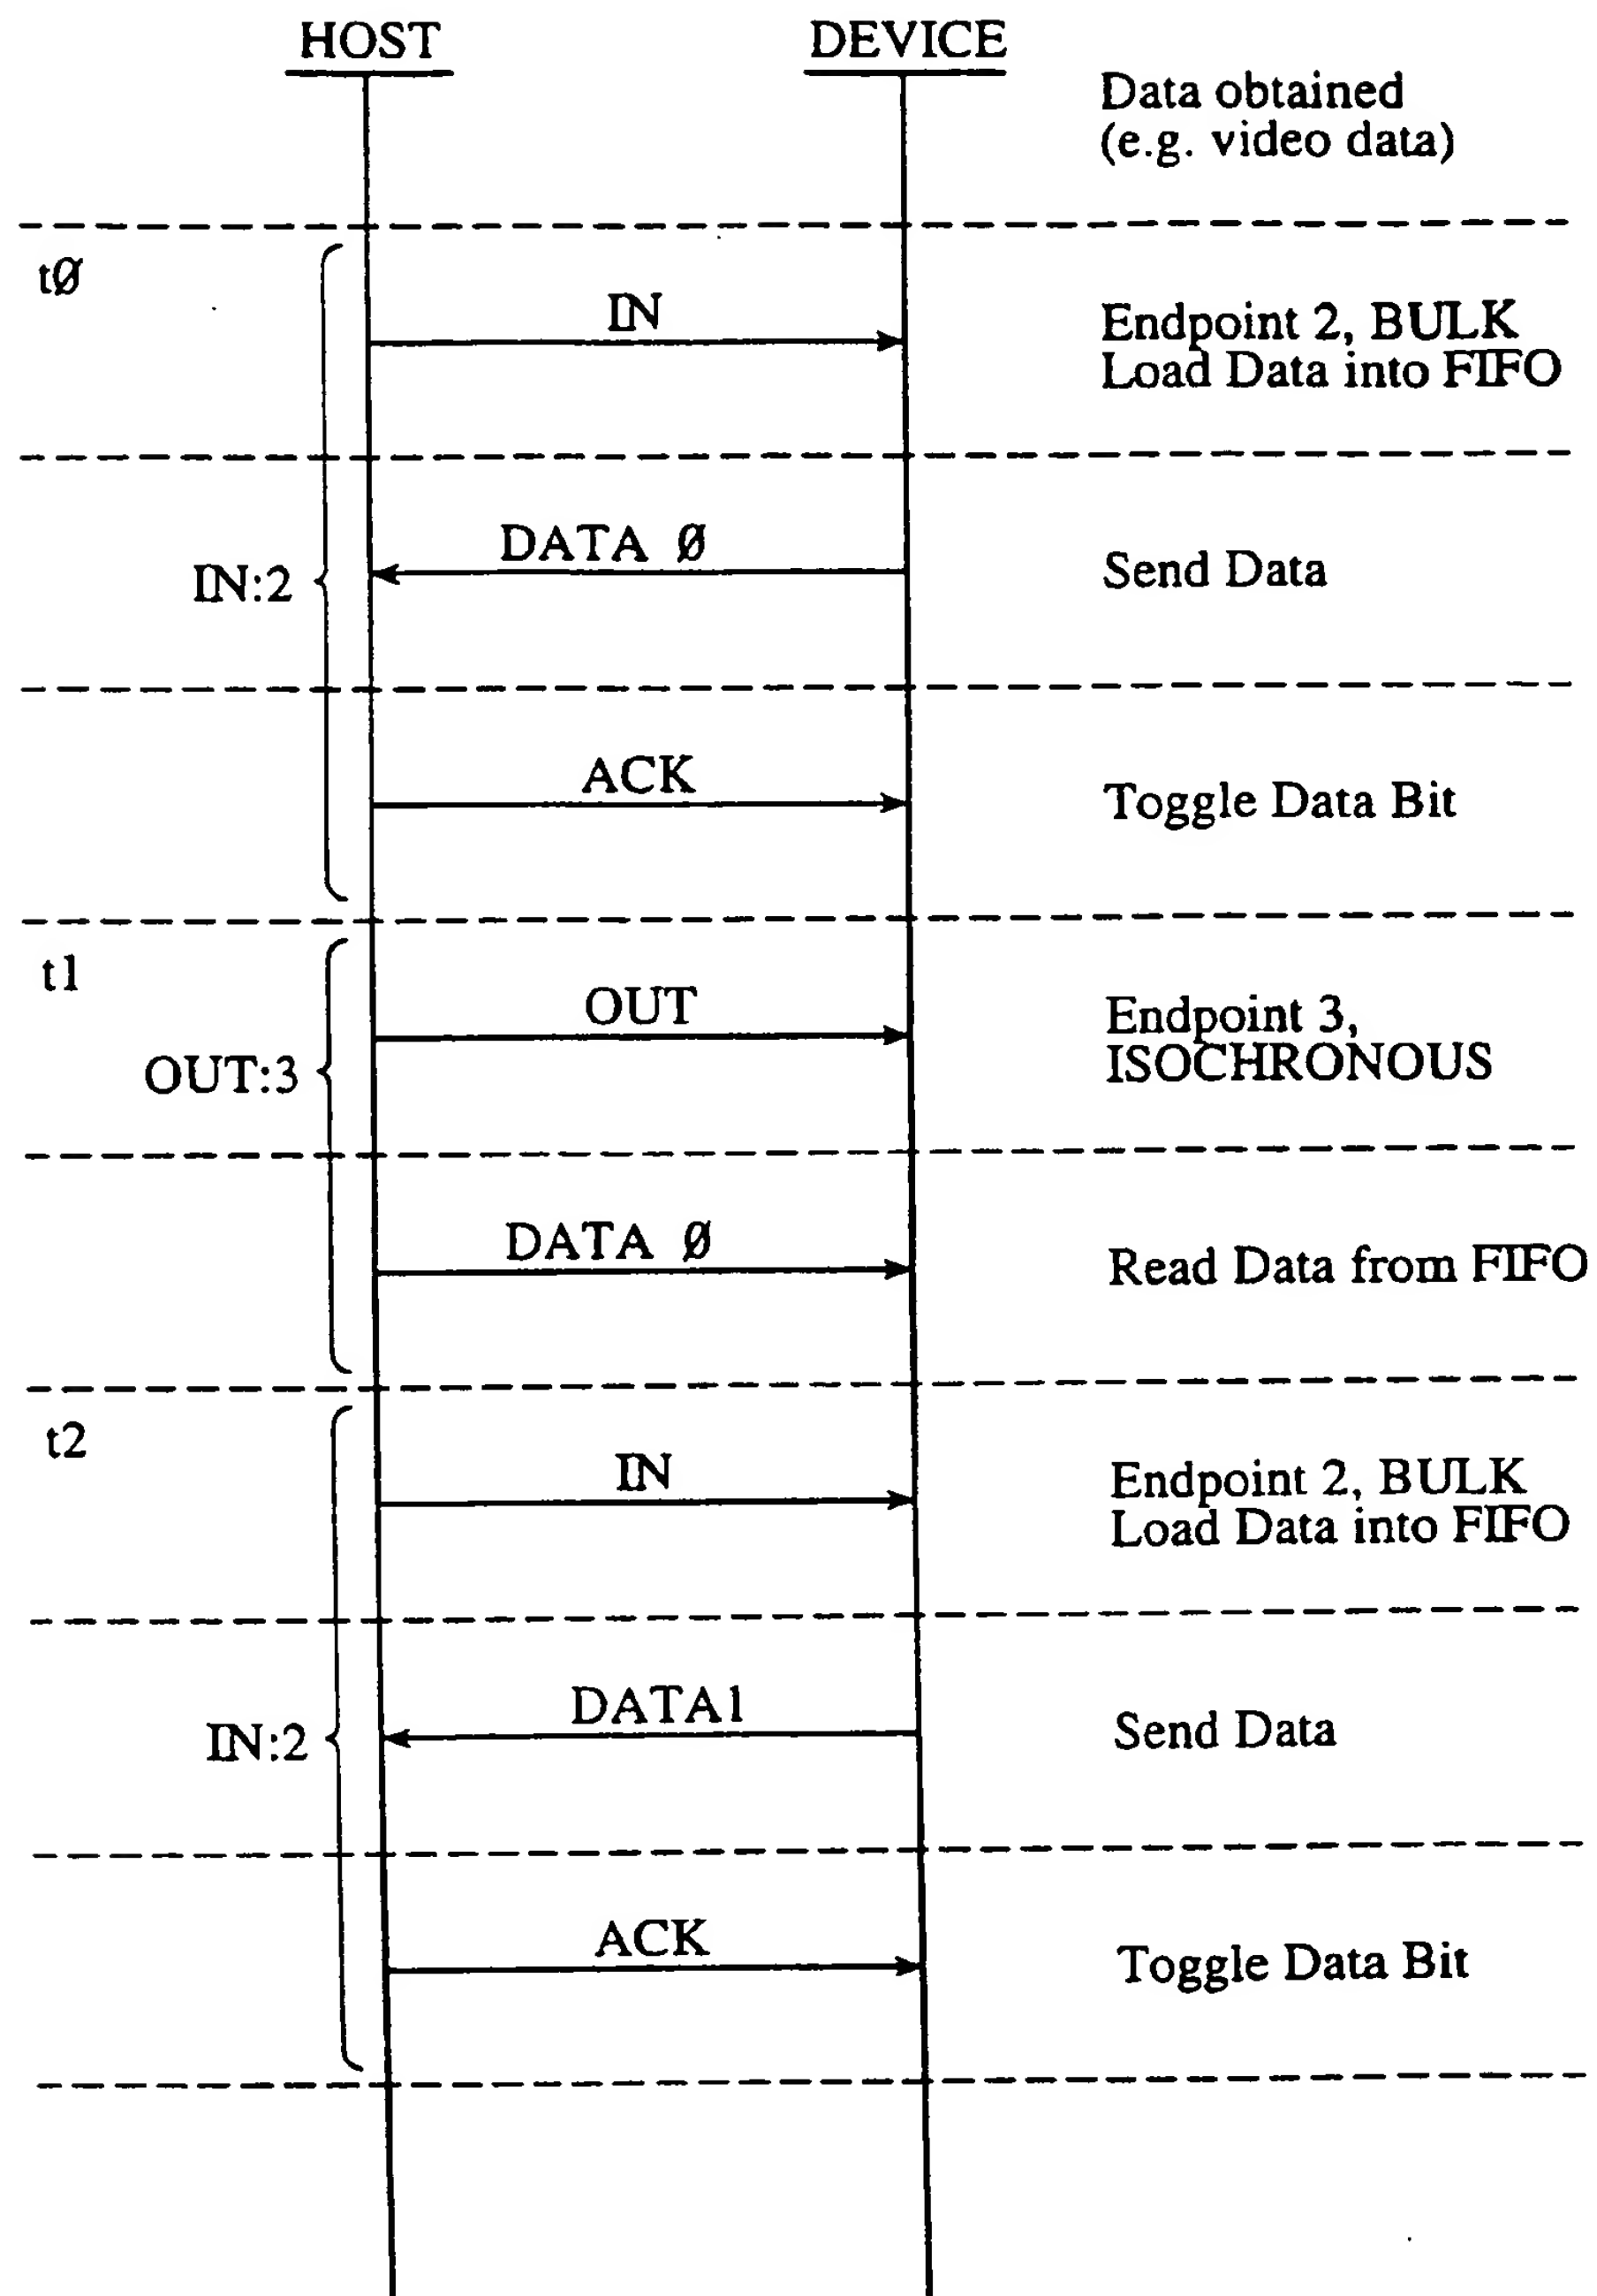 HOST
DEVICE
Data obtained
(e.g. video data)
tØ
IN
Endpoint 2, BULK
Load Data into FIFO
IN:2
DATA Ø
Send Data
ACK
Toggle Data Bit
t1
OUT
Endpoint 3,
ISOCHRONOUS
OUT:3
DATA Ø
Read Data from FIFO
t2
IN
Endpoint 2, BULK
Load Data into FIFO
IN:2
DATA1
Send Data
ACK
Toggle Data Bit